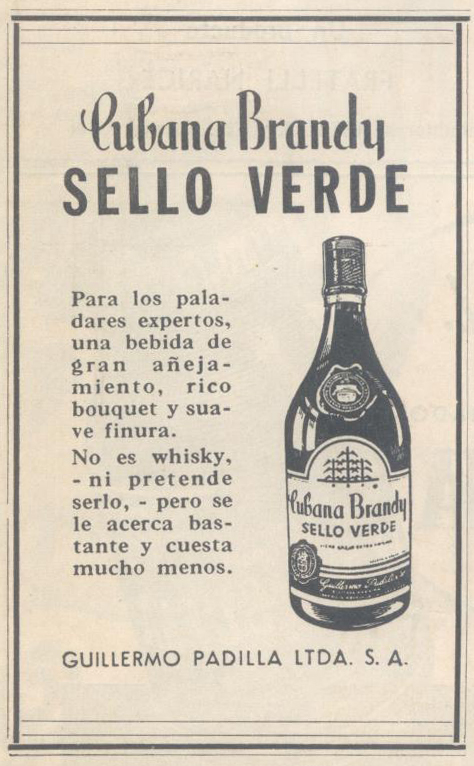 Cubana Brandy
SELLO VERDE
Para los pala-
dares expertos,
una bebida de
gran añeja-
miento, rico
bouquet y sua-
ve finura.
No es whisky,
- ni pretende
serlo, - pero se
le acerca bas-
tante y cuesta
mucho menos.
Cubana Brandy
SELLO VERDE
Guillermo Padilla
GUILLERMO PADILLA LTDA. S. A.